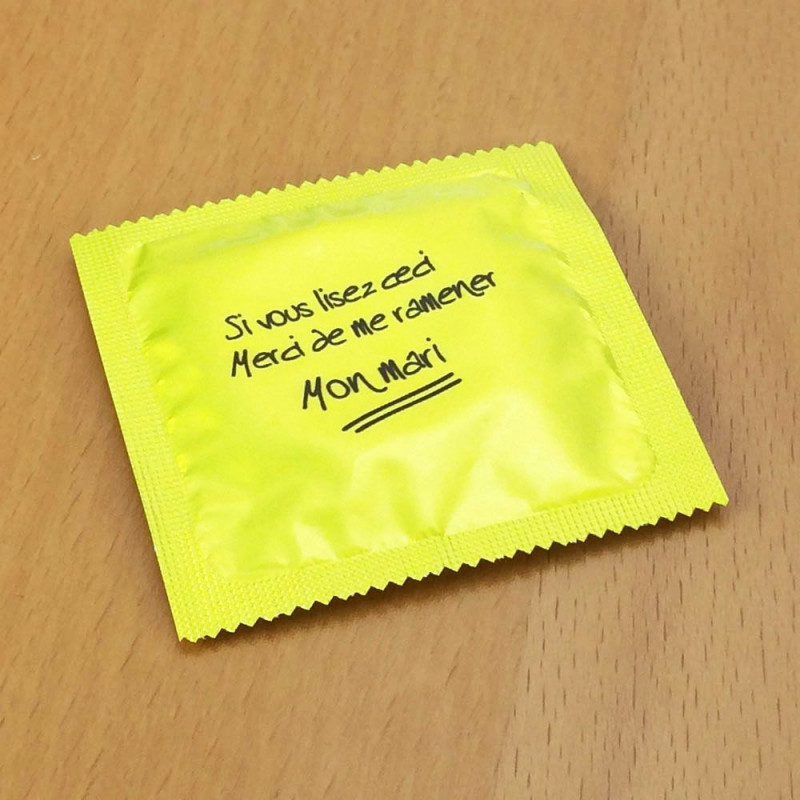 Si vous lisez ceci
Merci de me ramener
Mon mari